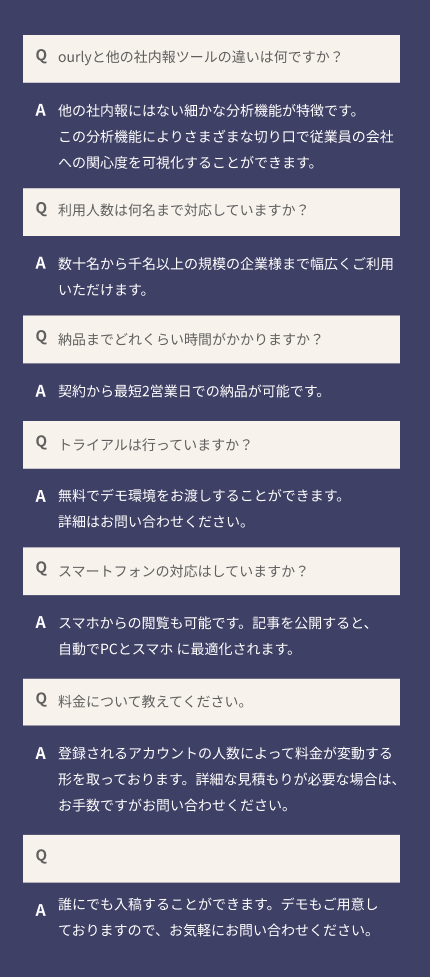 Q ourlyと他の社内報ツールの違いは何ですか？
A 他の社内報にはない細かな分析機能が特徴です。
この分析機能によりさまざまな切り口で従業員の会社
への関心度を可視化することができます。
Q 利用人数は何名まで対応していますか？
A 数十名から千名以上の規模の企業様まで幅広くご利用
いただけます。
Q 納品までどれくらい時間がかかりますか？
A 契約から最短2営業日での納品が可能です。
Q トライアルは行っていますか？
A 無料でデモ環境をお渡しすることができます。
詳細はお問い合わせください。
Q スマートフォンの対応はしていますか？
A スマホからの閲覧も可能です。記事を公開すると、
自動でPCとスマホ に最適化されます。
Q 料金について教えてください。
A 登録されるアカウントの人数によって料金が変動する
形を取っております。詳細な見積もりが必要な場合は、
お手数ですがお問い合わせください。
Q
A 誰にでも入稿することができます。デモもご用意し
ておりますので、お気軽にお問い合わせください。